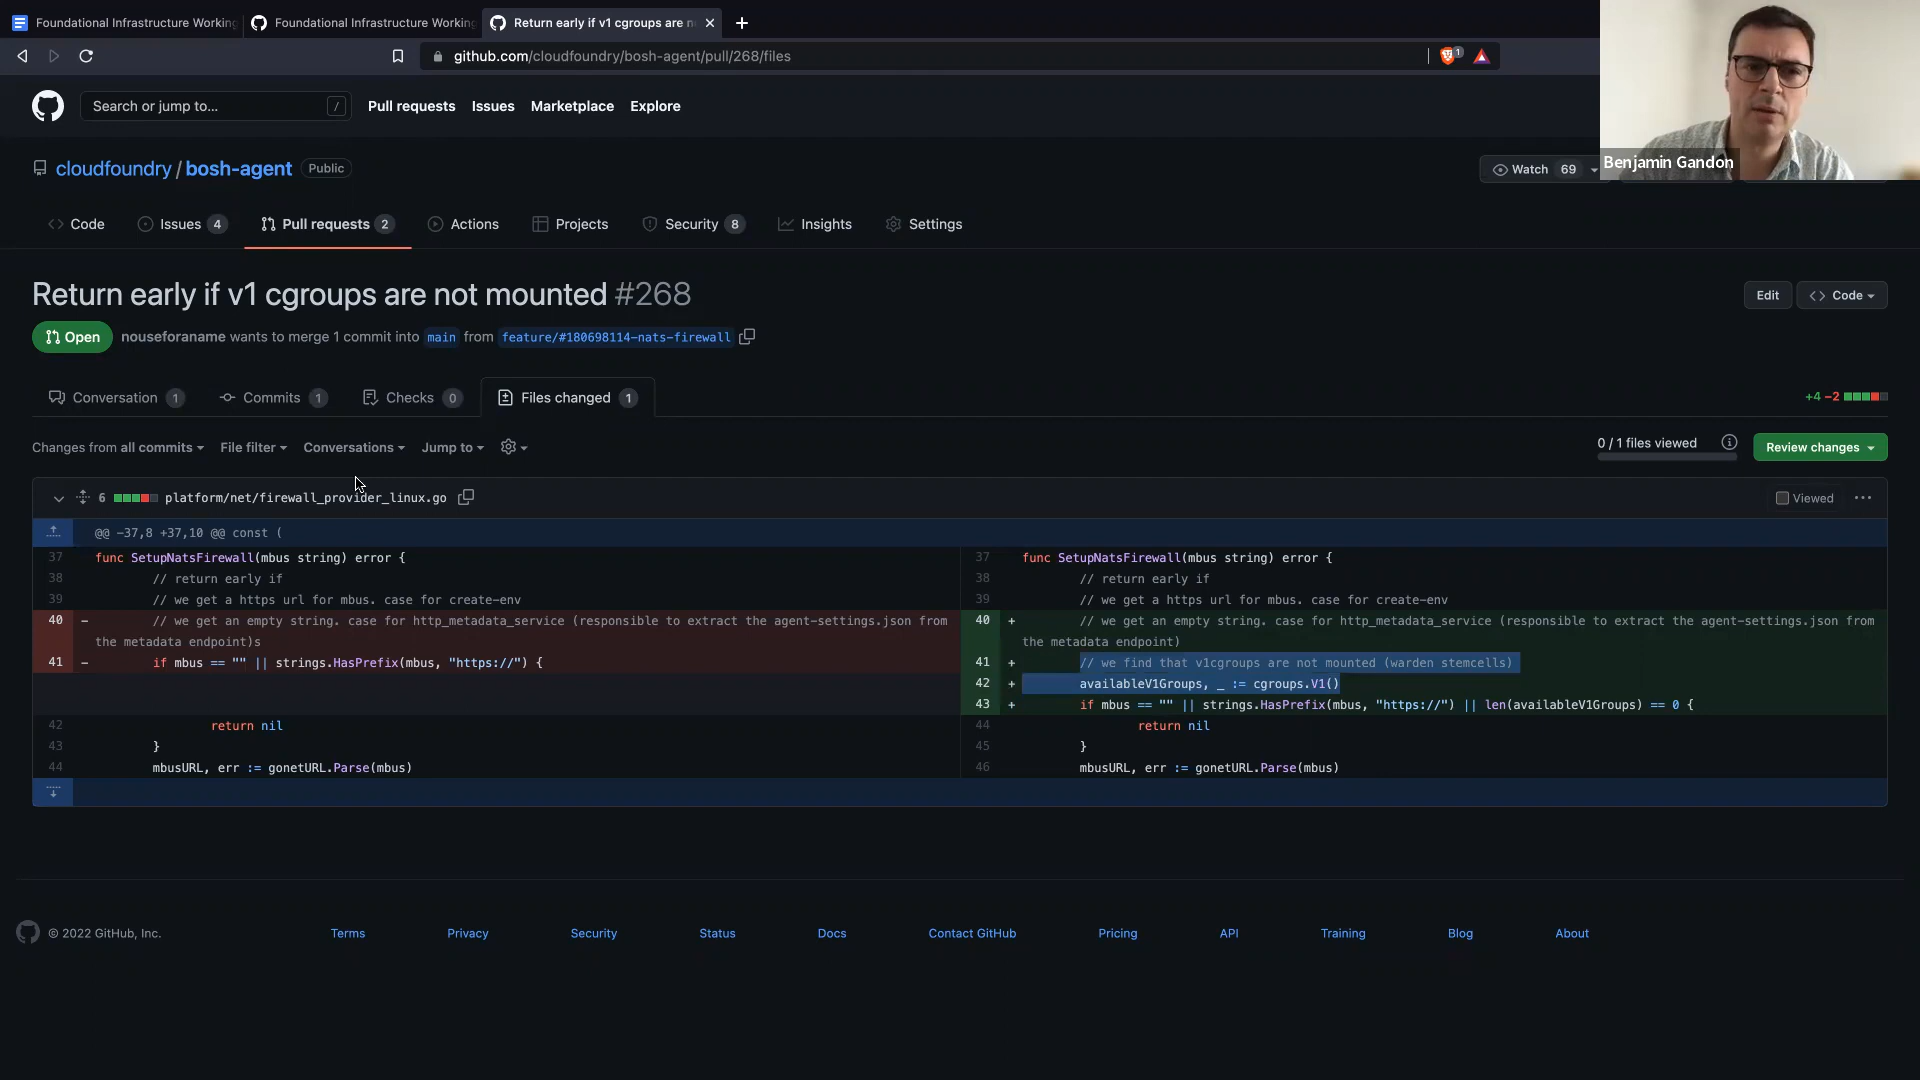 Foundational Infrastructure Working
Foundational Infrastructure Working
Return early if v1 cgroups are n
github.com/cloudfoundry/bosh-agent/pull/268/files
1
Search or jump to...
/
Pull requests
Issues
Marketplace
Explore
Benjamin Gandon
cloudfoundry / bosh-agent
Public
Watch 69
Code
Issues 4
Pull requests 2
Actions
Projects
Security 8
Insights
Settings
Return early if v1 cgroups are not mounted #268
Edit
Code
Open
nouseforaname wants to merge 1 commit into main from feature/#180698114-nats-firewall
Conversation 1
Commits 1
Checks 0
Files changed 1
+4 −2
Changes from all commits
File filter
Conversations
Jump to
0 / 1 files viewed
Review changes
6
platform/net/firewall_provider_linux.go
Viewed
@@ -37,8 +37,10 @@ const (
37 func SetupNatsFirewall(mbus string) error {
38 // return early if
39 // we get a https url for mbus. case for create-env
40 - // we get an empty string. case for http_metadata_service (responsible to extract the agent-settings.json from
the metadata endpoint)s
41 - if mbus == "" || strings.HasPrefix(mbus, "https://") {
42 return nil
43 }
44 mbusURL, err := gonetURL.Parse(mbus)
37 func SetupNatsFirewall(mbus string) error {
38 // return early if
39 // we get a https url for mbus. case for create-env
40 + // we get an empty string. case for http_metadata_service (responsible to extract the agent-settings.json from
the metadata endpoint)
41 + // we find that v1cgroups are not mounted (warden stemcells)
42 + availableV1Groups, _ := cgroups.V1()
43 + if mbus == "" || strings.HasPrefix(mbus, "https://") || len(availableV1Groups) == 0 {
44 return nil
45 }
46 mbusURL, err := gonetURL.Parse(mbus)
© 2022 GitHub, Inc.
Terms
Privacy
Security
Status
Docs
Contact GitHub
Pricing
API
Training
Blog
About